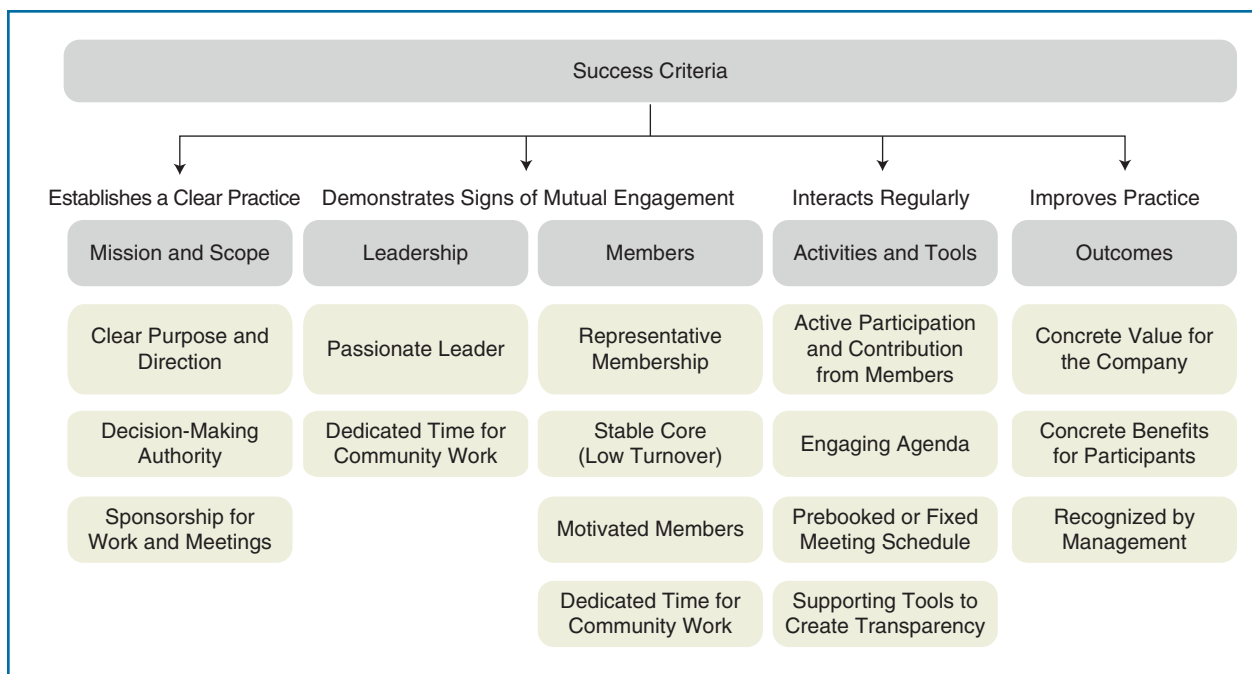 Success Criteria
Establishes a Clear Practice
Demonstrates Signs of Mutual Engagement
Interacts Regularly
Improves Practice
Mission and Scope
Leadership
Members
Activities and Tools
Outcomes
Clear Purpose and
Direction
Passionate Leader
Representative
Membership
Active Participation
and Contribution
from Members
Concrete Value for
the Company
Decision-Making
Authority
Dedicated Time for
Community Work
Stable Core
(Low Turnover)
Engaging Agenda
Concrete Benefits
for Participants
Sponsorship for
Work and Meetings
Motivated Members
Prebooked or Fixed
Meeting Schedule
Recognized by
Management
Dedicated Time for
Community Work
Supporting Tools to
Create Transparency